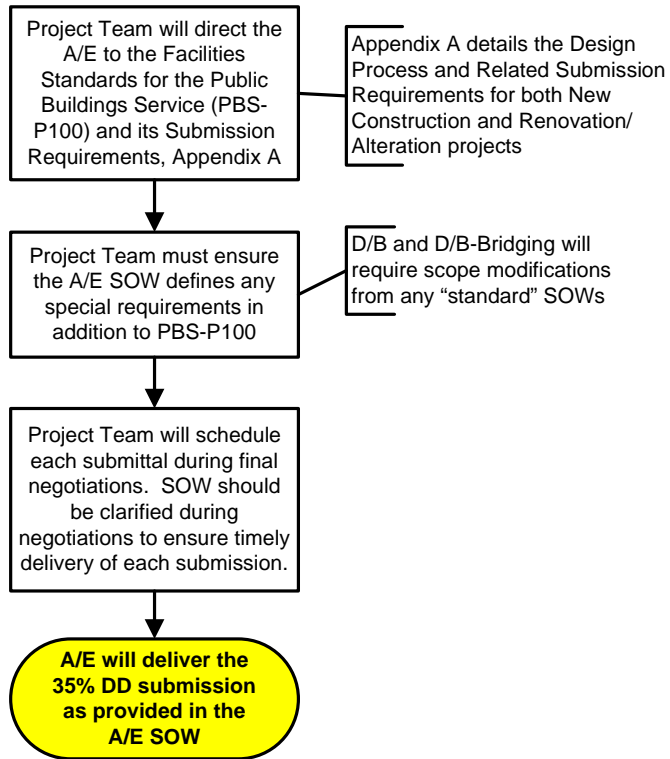 Project Team will direct the
A/E to the Facilities
Standards for the Public
Buildings Service (PBS-
P100) and its Submission
Requirements, Appendix A
Appendix A details the Design
Process and Related Submission
Requirements for both New
Construction and Renovation/
Alteration projects
Project Team must ensure
the A/E SOW defines any
special requirements in
addition to PBS-P100
D/B and D/B-Bridging will
require scope modifications
from any “standard” SOWs
Project Team will schedule
each submittal during final
negotiations.  SOW should
be clarified during
negotiations to ensure timely
delivery of each submission.
A/E will deliver the
35% DD submission
as provided in the
A/E SOW